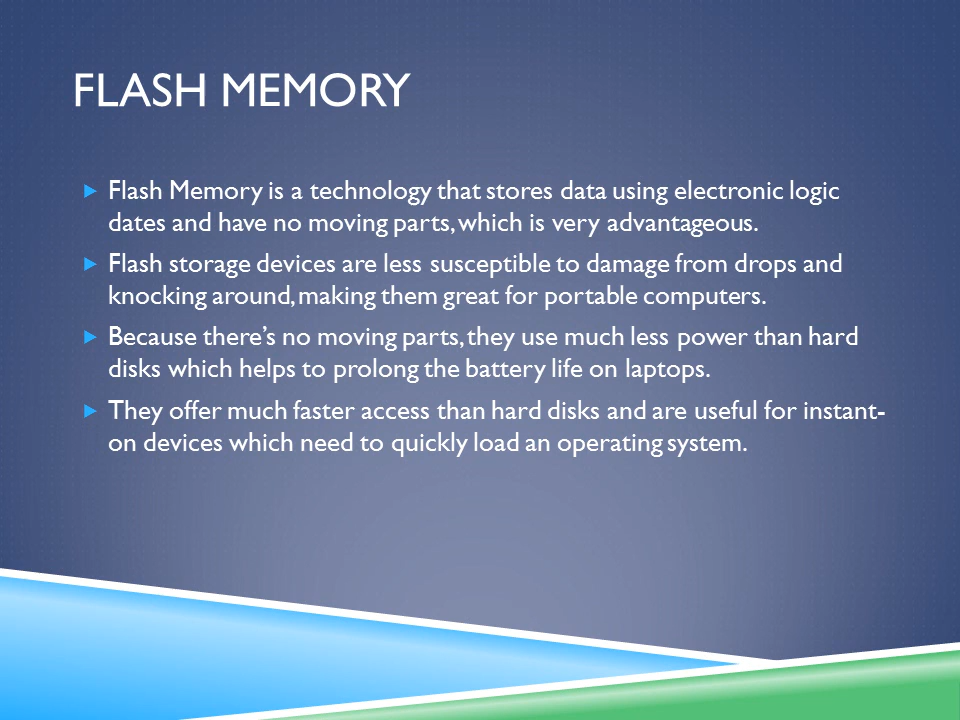 FLASH MEMORY
Flash Memory is a technology that stores data using electronic logic
dates and have no moving parts, which is very advantageous.
Flash storage devices are less susceptible to damage from drops and
knocking around, making them great for portable computers.
Because there's no moving parts, they use much less power than hard
disks which helps to prolong the battery life on laptops.
They offer much faster access than hard disks and are useful for instant-
on devices which need to quickly load an operating system.